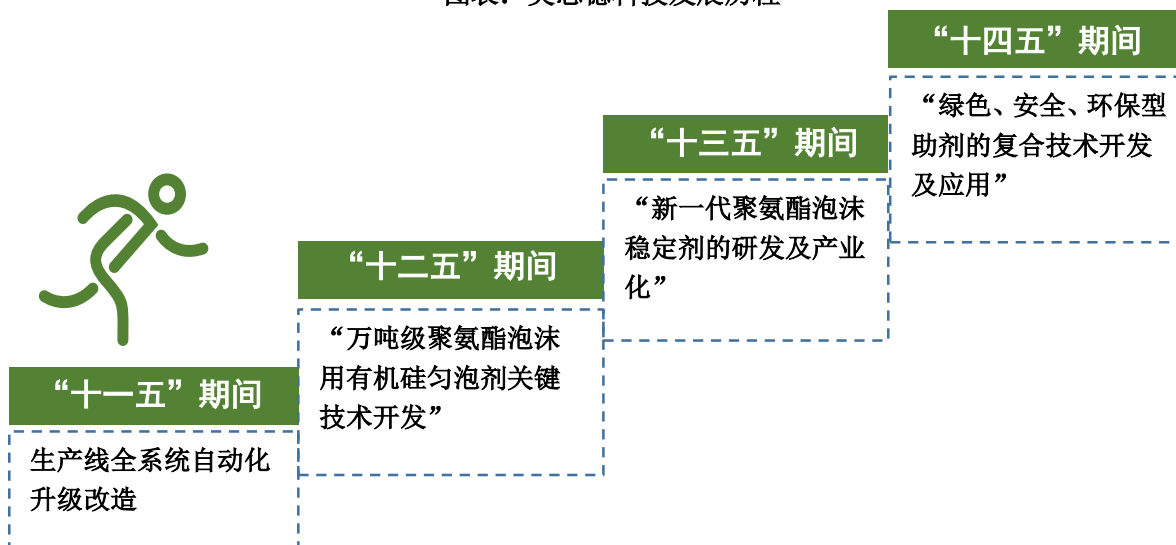 “十一五”期间
生产线全系统自动化
升级改造
“十二五”期间
“万吨级聚氨酯泡沫
用有机硅匀泡剂关键
技术开发”
“十三五”期间
“新一代聚氨酯泡沫
稳定剂的研发及产业
化”
“十四五”期间
“绿色、安全、环保型
助剂的复合技术开发
及应用”